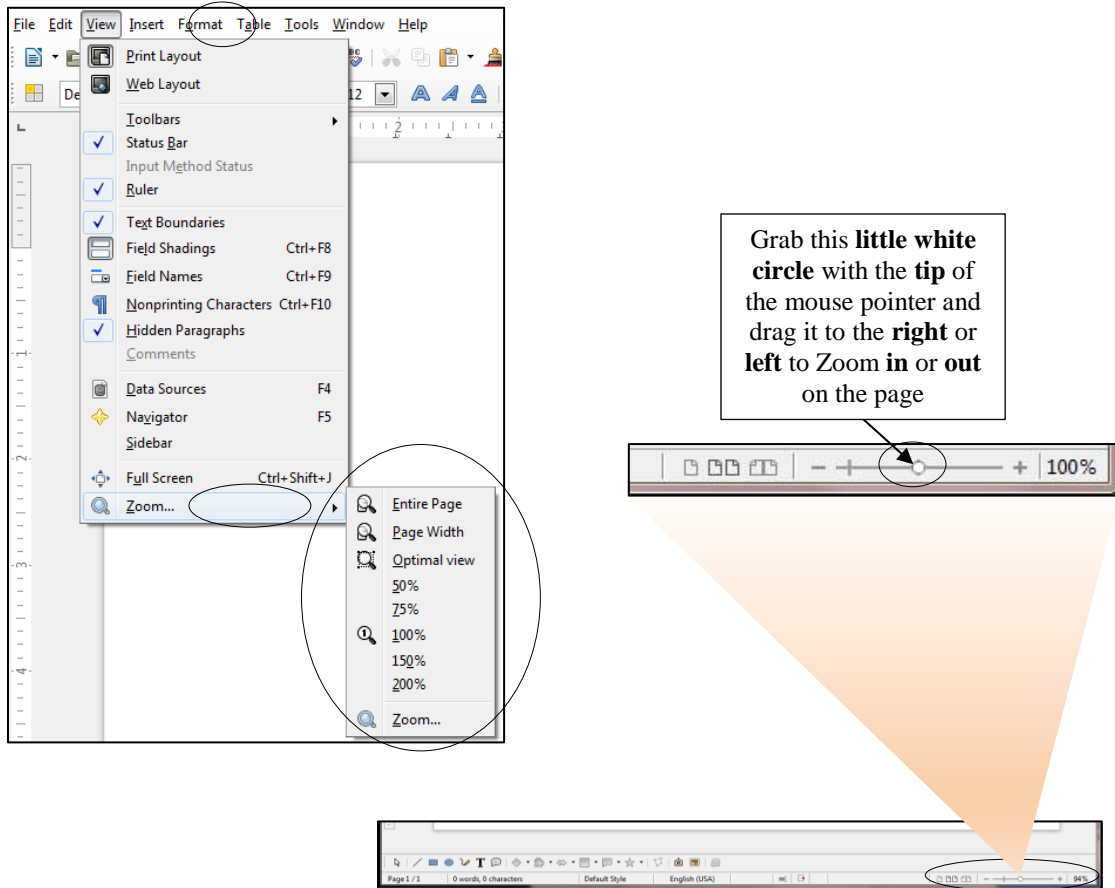 File Edit View Insert Format Table Tools Window Help
Print Layout
Web Layout
12
Toolbars
Status Bar
Input Method Status
Ruler
Text Boundaries
Field Shadings Ctrl+F8
Field Names Ctrl+F9
Nonprinting Characters Ctrl+F10
Hidden Paragraphs
Comments
Data Sources F4
Navigator F5
Sidebar
Full Screen Ctrl+Shift+J
Zoom...
Entire Page
Page Width
Optimal view
50%
75%
100%
150%
200%
Zoom...
2
1
2
3
4
Grab this little white
circle with the tip of
the mouse pointer and
drag it to the right or
left to Zoom in or out
on the page
100%
Page 1 / 1 0 words, 0 characters Default Style English (USA) 94%